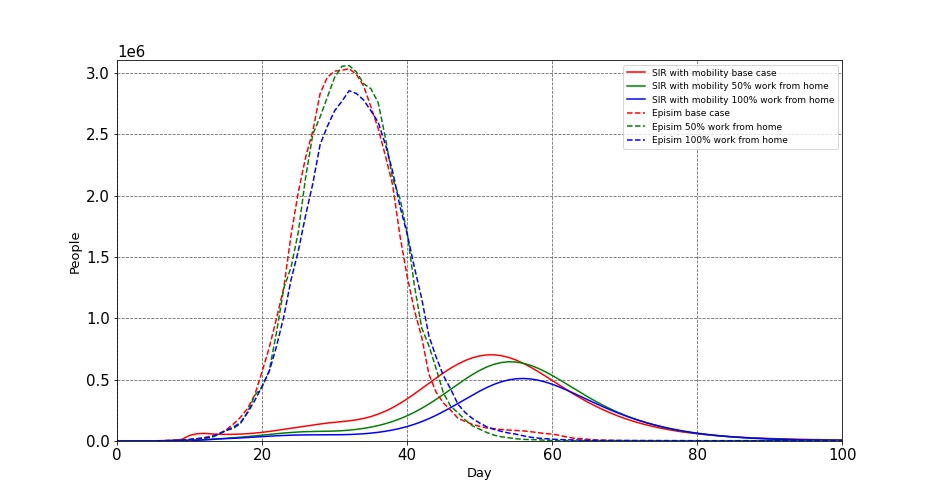 1e6
3.0
2.5
2.0
1.5
1.0
0.5
0.0
People
SIR with mobility base case
SIR with mobility 50% work from home
SIR with mobility 100% work from home
Episim base case
Episim 50% work from home
Episim 100% work from home
0 20 40 60 80 100
Day